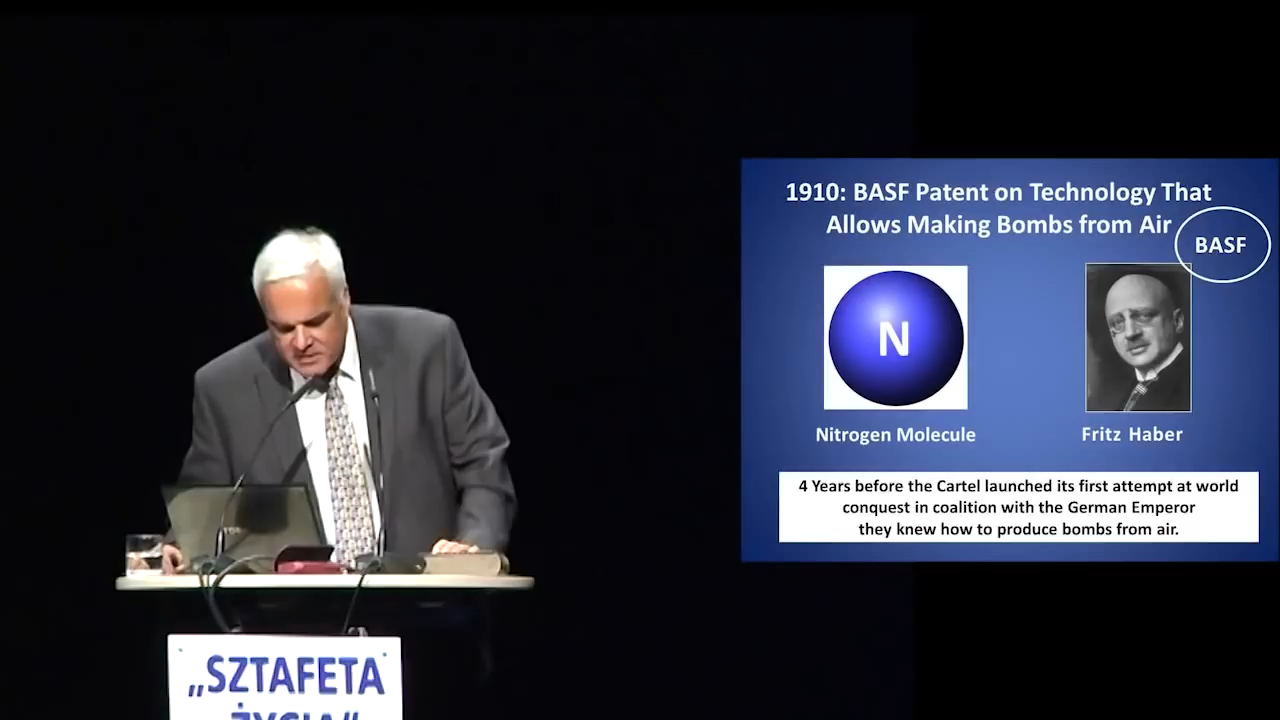 1910: BASF Patent on Technology That
Allows Making Bombs from Air
BASF
N
Nitrogen Molecule
Fritz Haber
4 Years before the Cartel launched its first attempt at world
conquest in coalition with the German Emperor
they knew how to produce bombs from air.
„SZTAFETA
ŻYCIA”